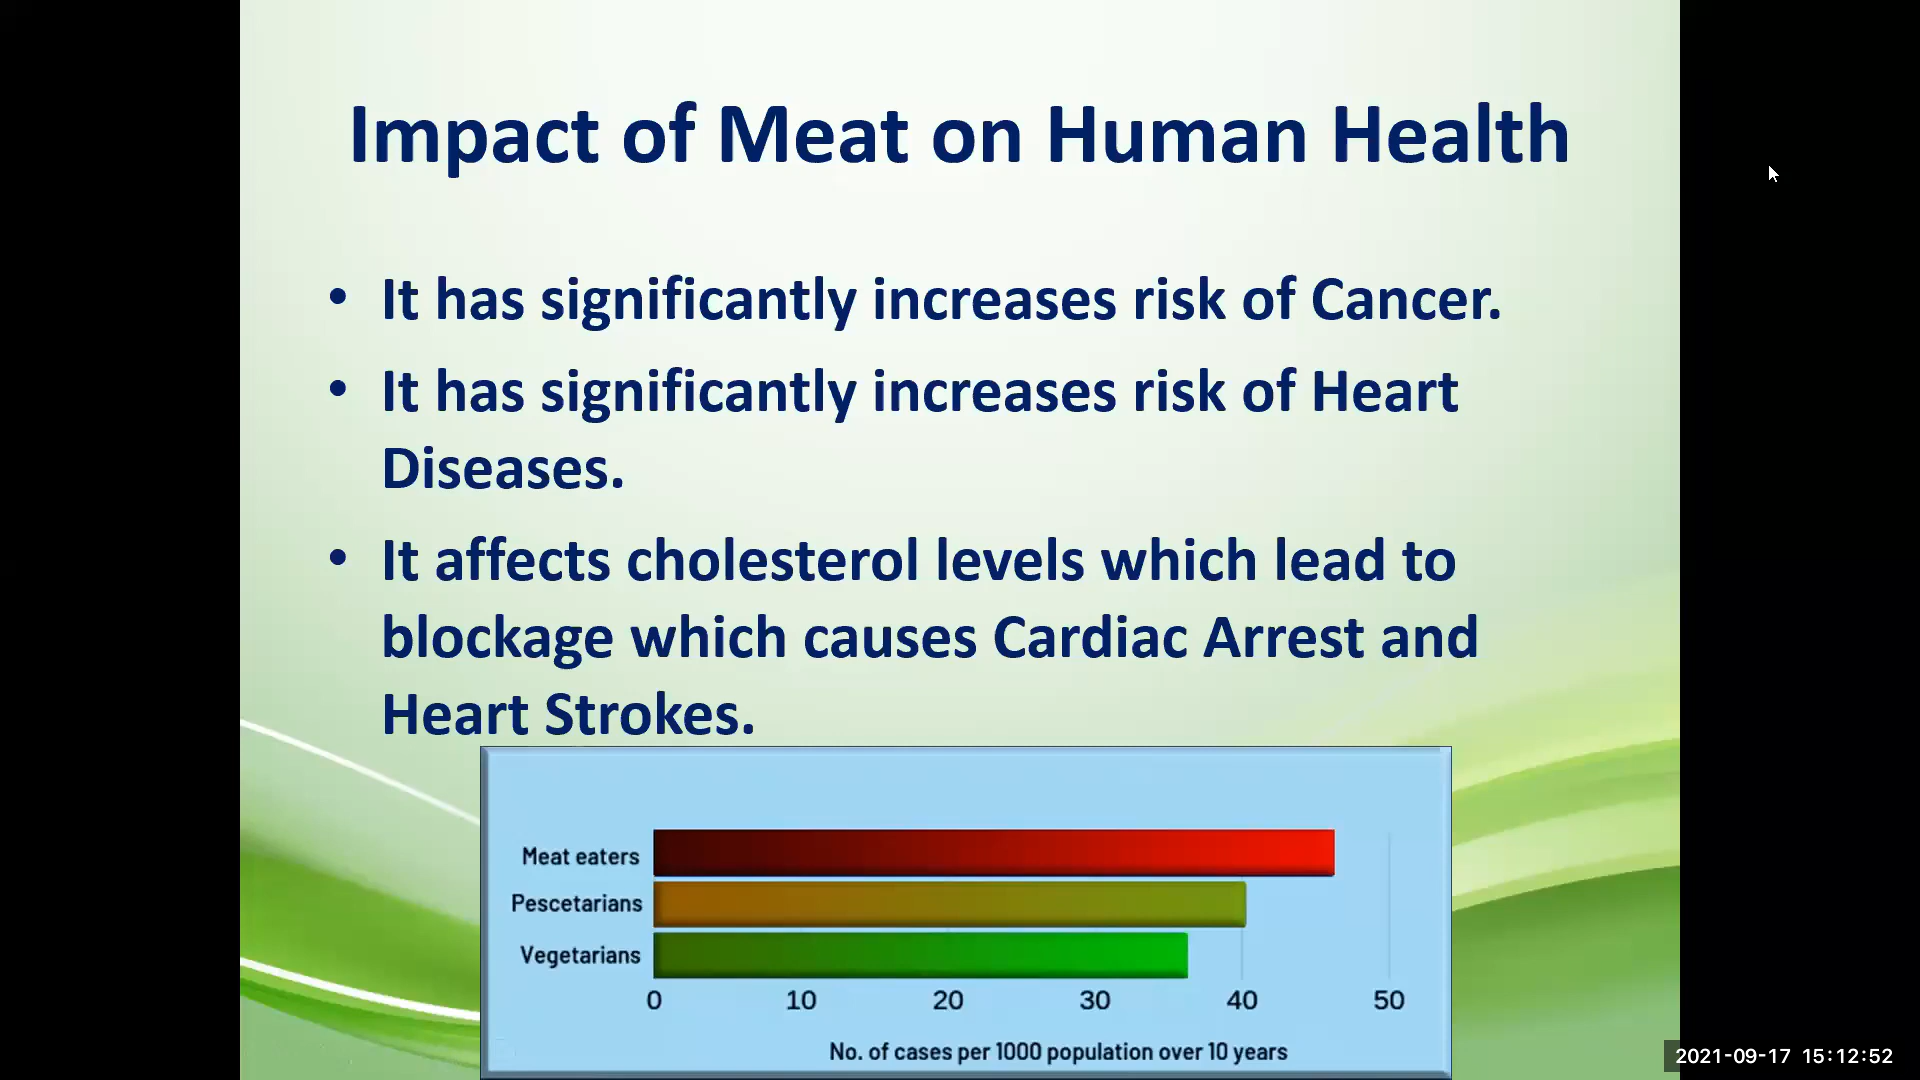 Impact of Meat on Human Health
• It has significantly increases risk of Cancer.
• It has significantly increases risk of Heart
Diseases.
• It affects cholesterol levels which lead to
blockage which causes Cardiac Arrest and
Heart Strokes.
Meat eaters
Pescetarians
Vegetarians
0 10 20 30 40 50
No. of cases per 1000 population over 10 years
2021-09-17 15:12:52